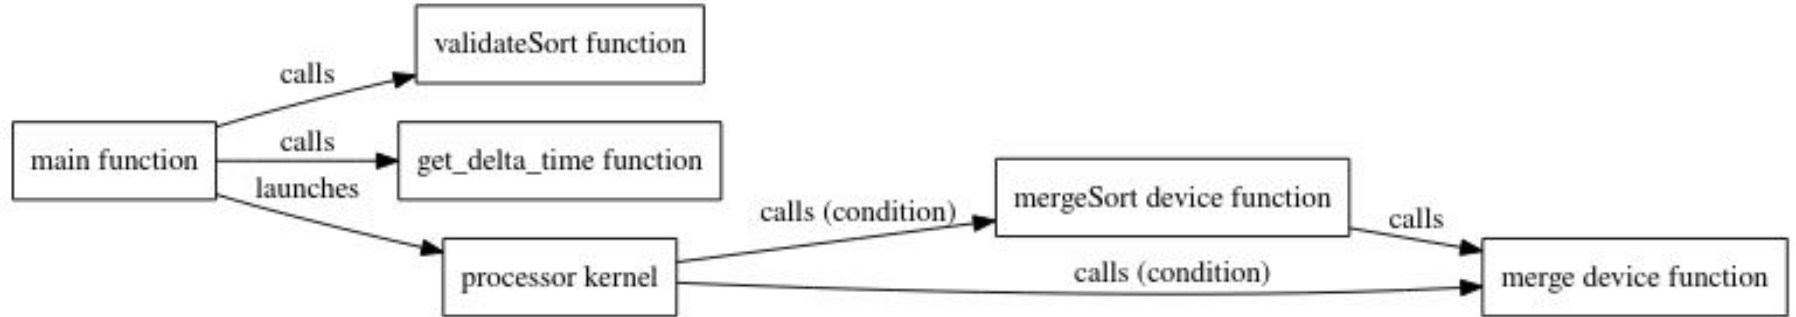 validateSort function
calls
main function
calls
get_delta_time function
launches
processor kernel
calls (condition)
mergeSort device function
calls
calls (condition)
merge device function